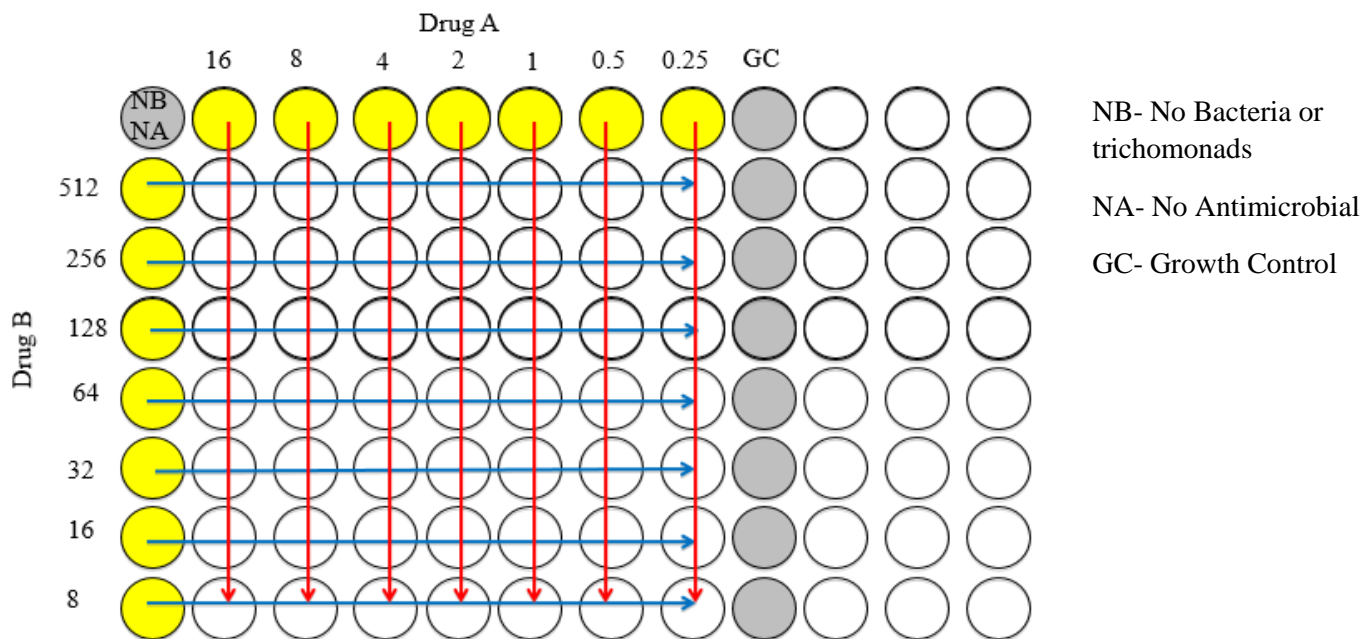 Drug A
16 8 4 2 1 0.5 0.25 GC
NB
NA
512
256
128
64
32
16
8
Drug B
NB- No Bacteria or
trichomonads
NA- No Antimicrobial
GC- Growth Control